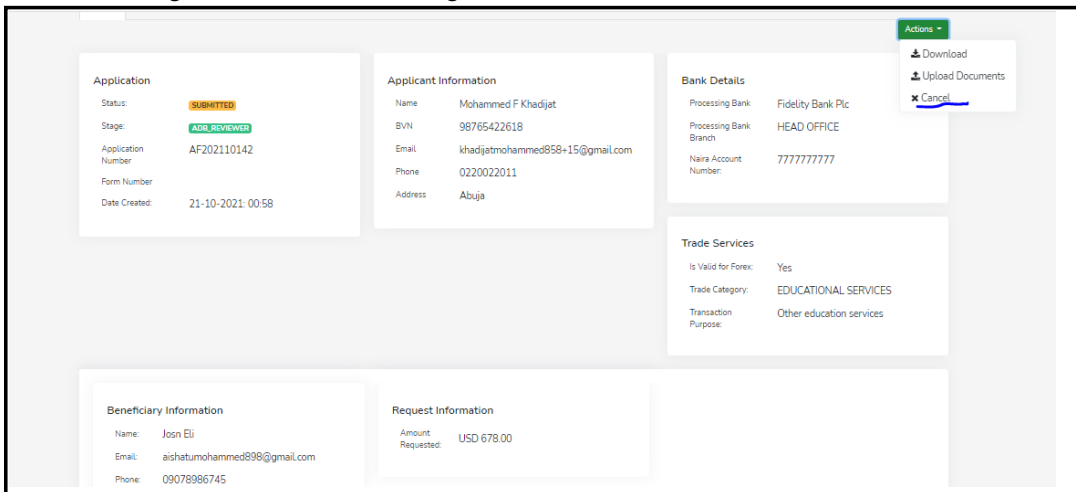 Actions
Download
Upload Documents
Cancel
Application
Status: SUBMITTED
Stage: ADB_REVIEWER
Application Number AF202110142
Form Number
Date Created: 21-10-2021: 00:58
Applicant Information
Name Mohammed F Khadijat
BVN 98765422618
Email khadijatmohammed858+15@gmail.com
Phone 0220022011
Address Abuja
Bank Details
Processing Bank Fidelity Bank Plc
Processing Bank Branch HEAD OFFICE
Naira Account Number: 7777777777
Trade Services
Is Valid for Forex: Yes
Trade Category: EDUCATIONAL SERVICES
Transaction Purpose: Other education services
Beneficiary Information
Name: Josn Eli
Email: aishatumohammed898@gmail.com
Phone: 09078986745
Request Information
Amount Requested: USD 678.00